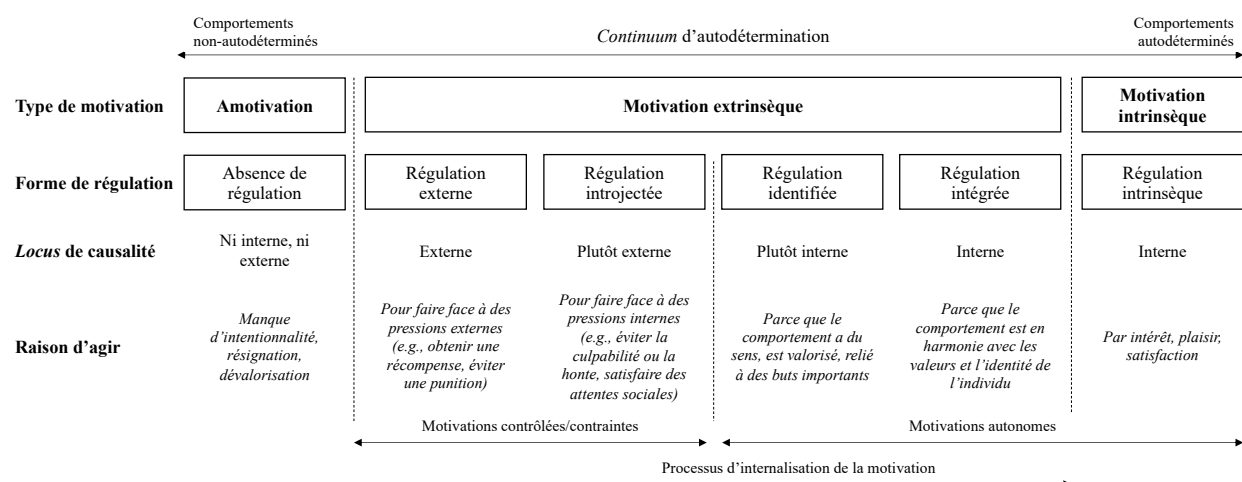 Comportements
non-autodéterminés
Continuum d'autodétermination
Comportements
autodéterminés
Type de motivation
Amotivation
Motivation extrinsèque
Motivation
intrinsèque
Forme de régulation
Absence de
régulation
Régulation
externe
Régulation
introjectée
Régulation
identifiée
Régulation
intégrée
Régulation
intrinsèque
Locus de causalité
Ni interne, ni
externe
Externe
Plutôt externe
Plutôt interne
Interne
Interne
Raison d'agir
Manque
d'intentionnalité,
résignation,
dévalorisation
Pour faire face à des
pressions externes
(e.g., obtenir une
récompense, éviter
une punition)
Pour faire face à des
pressions internes
(e.g., éviter la
culpabilité ou la
honte, satisfaire des
attentes sociales)
Parce que le
comportement a du
sens, est valorisé, relié
à des buts importants
Parce que le
comportement est en
harmonie avec les
valeurs et l'identité de
l'individu
Par intérêt, plaisir,
satisfaction
Motivations contrôlées/contraintes
Motivations autonomes
Processus d'internalisation de la motivation